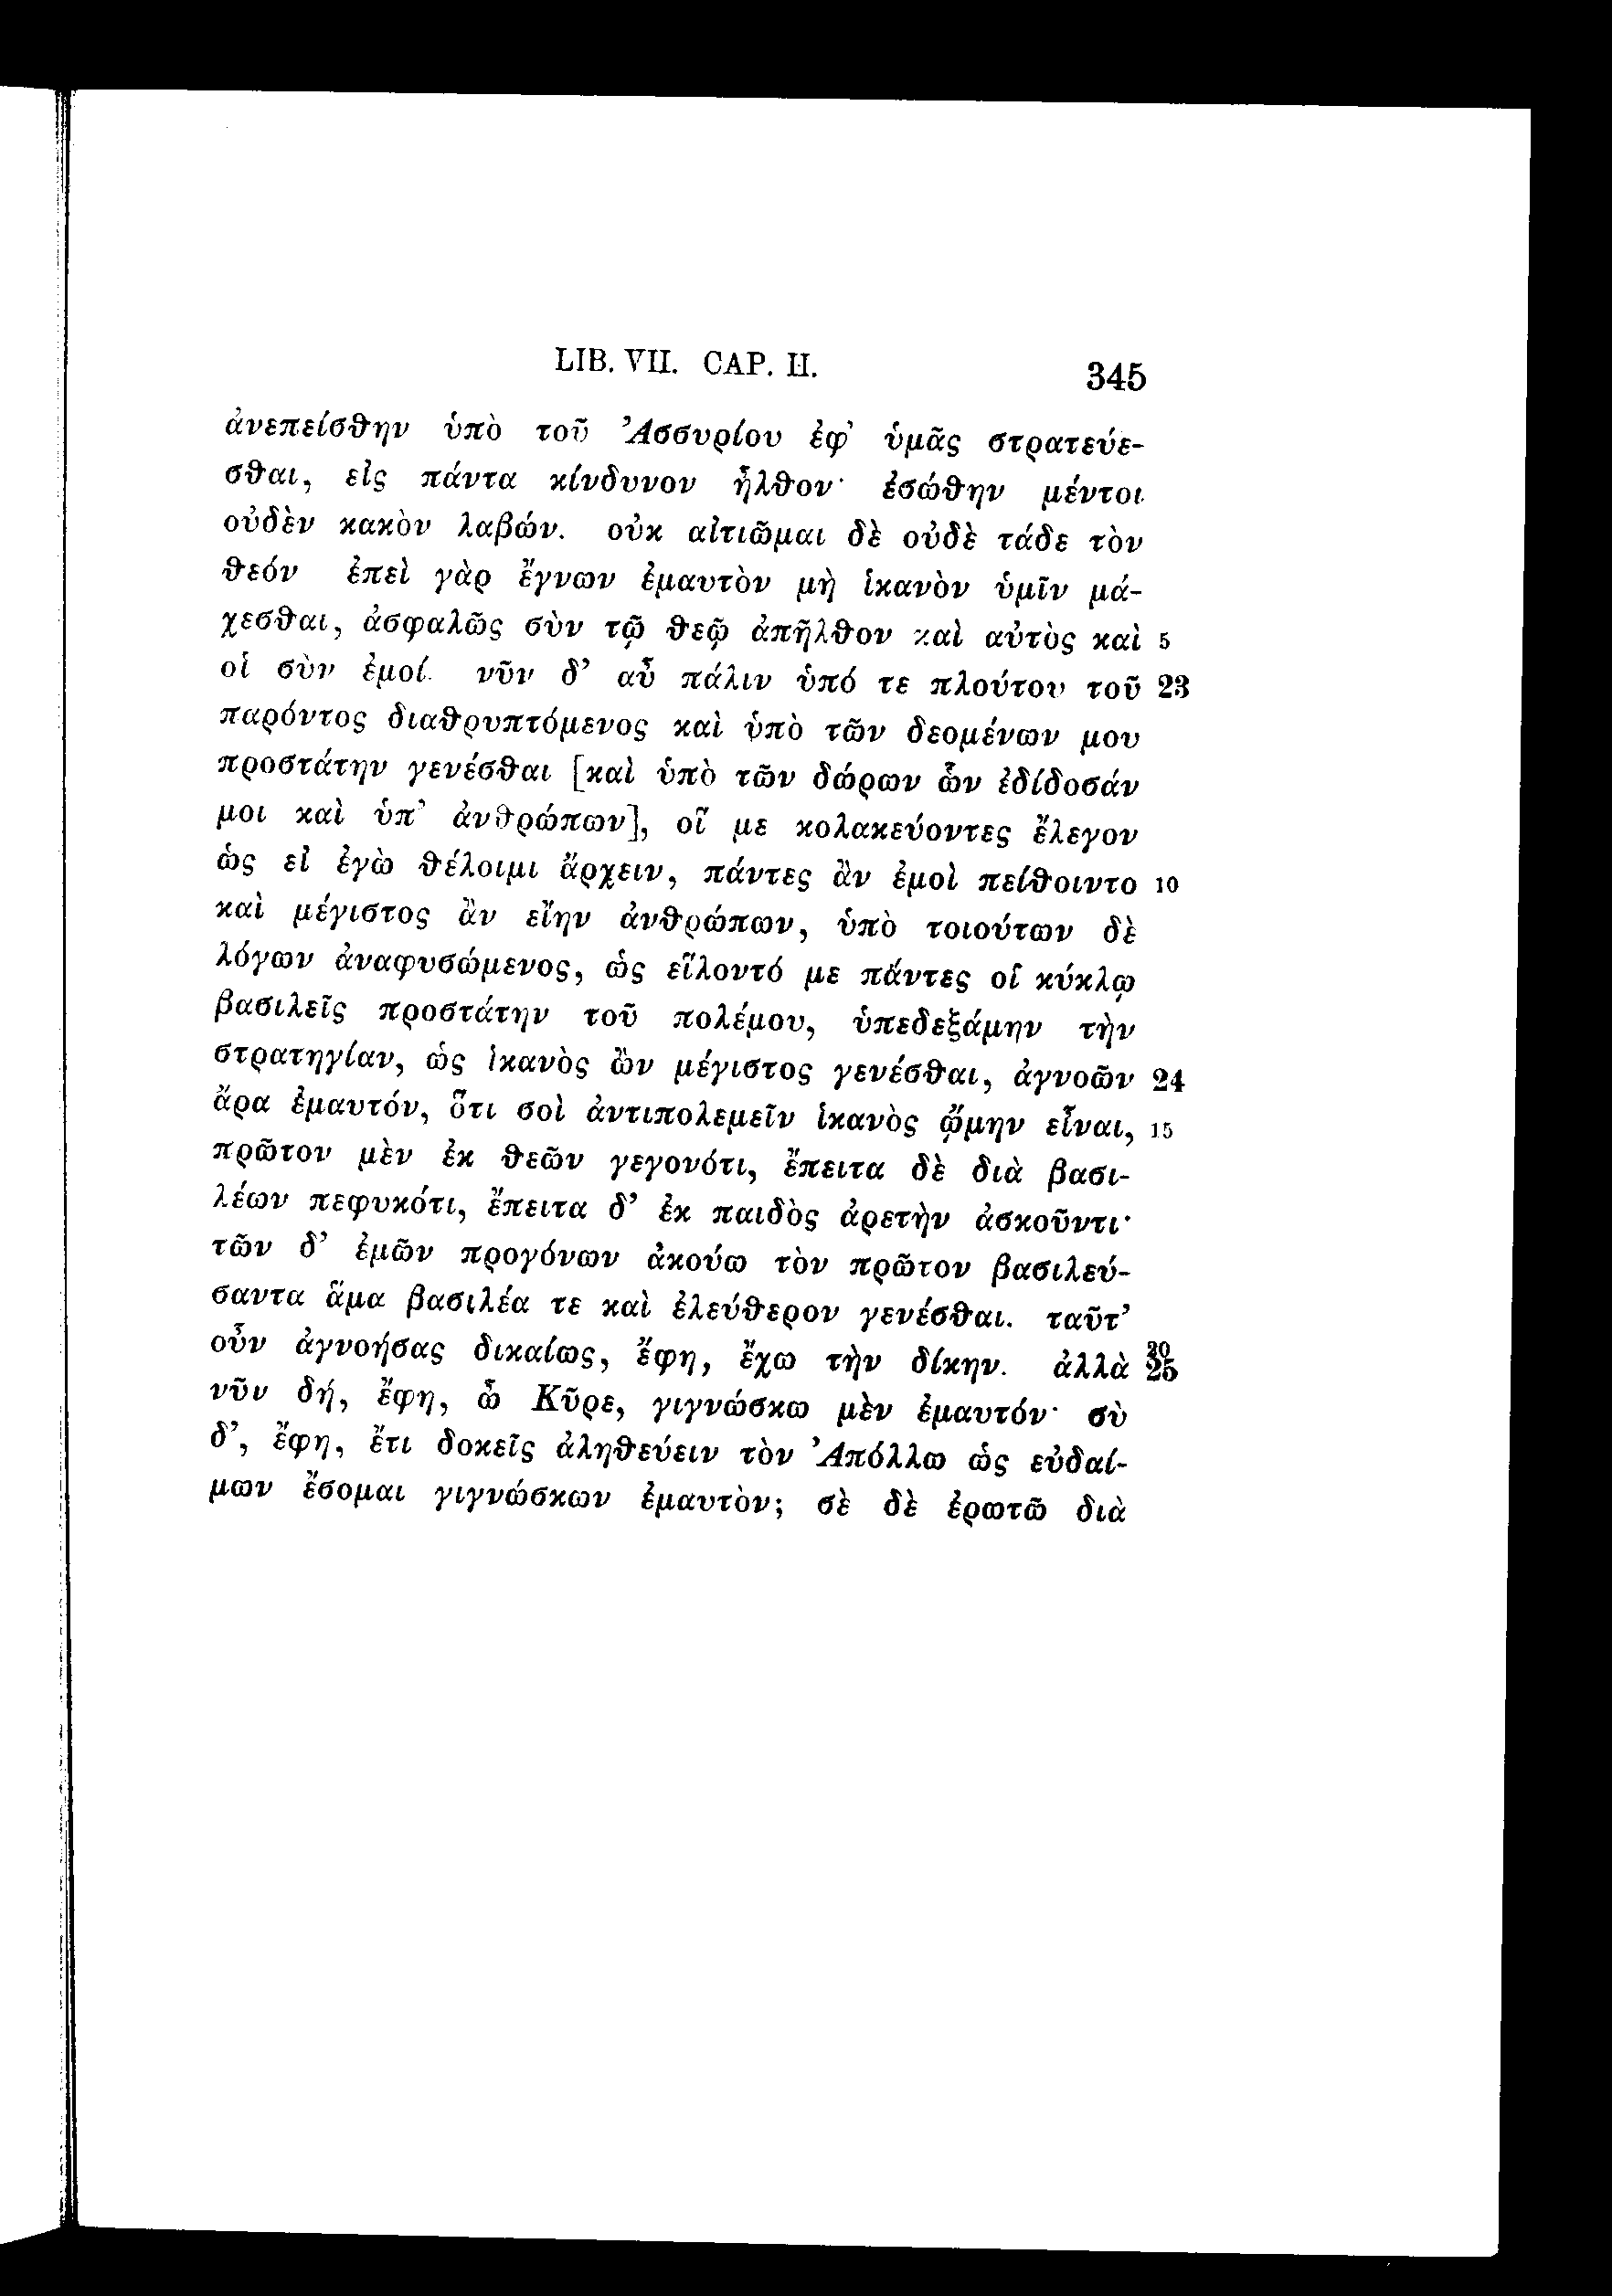 LIB. VII. CAP. II. 345
ἀνεπείσθην ὑπὸ τοῦ Ἀσσυρίου ἐφ' ὑμᾶς στρατεύε-
σθαι, εἰς πάντα κίνδυνον ἦλθον· ἐσώθην μέντοι
οὐδὲν κακὸν λαβών. οὐκ αἰτιῶμαι δὲ οὐδὲ τάδε τὸν
θεόν ἐπεὶ γὰρ ἔγνων ἐμαυτὸν μὴ ἱκανὸν ὑμῖν μά-
χεσθαι, ἀσφαλῶς σὺν τῷ θεῷ ἀπῆλθον καὶ αὐτὸς καὶ 5
οἱ σὺν ἐμοί. νῦν δ' αὖ πάλιν ὑπό τε πλούτου τοῦ 23
παρόντος διαθρυπτόμενος καὶ ὑπὸ τῶν δεομένων μου
προστάτην γενέσθαι [καὶ ὑπὸ τῶν δώρων ὧν ἐδίδοσάν
μοι καὶ ὑπ' ἀνθρώπων], οἵ με κολακεύοντες ἔλεγον
ὡς εἰ ἐγὼ θέλοιμι ἄρχειν, πάντες ἂν ἐμοὶ πείθοιντο 10
καὶ μέγιστος ἂν εἴην ἀνθρώπων, ὑπὸ τοιούτων δὲ
λόγων ἀναφυσώμενος, ὡς εἵλοντό με πάντες οἱ κύκλῳ
βασιλεῖς προστάτην τοῦ πολέμου, ὑπεδεξάμην τὴν
στρατηγίαν, ὡς ἱκανὸς ὢν μέγιστος γενέσθαι, ἀγνοῶν 24
ἄρα ἐμαυτόν, ὅτι σοὶ ἀντιπολεμεῖν ἱκανὸς ᾤμην εἶναι, 15
πρῶτον μὲν ἐκ θεῶν γεγονότι, ἔπειτα δὲ διὰ βασι-
λέων πεφυκότι, ἔπειτα δ' ἐκ παιδὸς ἀρετὴν ἀσκοῦντι·
τῶν δ' ἐμῶν προγόνων ἀκούω τὸν πρῶτον βασιλεύ-
σαντα ἅμα βασιλέα τε καὶ ἐλεύθερον γενέσθαι. ταῦτ'
οὖν ἀγνοήσας δικαίως, ἔφη, ἔχω τὴν δίκην. ἀλλὰ 20 25
νῦν δή, ἔφη, ὦ Κῦρε, γιγνώσκω μὲν ἐμαυτόν· σὺ
δ', ἔφη, ἔτι δοκεῖς ἀληθεύειν τὸν Ἀπόλλω ὡς εὐδαί-
μων ἔσομαι γιγνώσκων ἐμαυτὸν; σὲ δὲ ἐρωτῶ διὰ